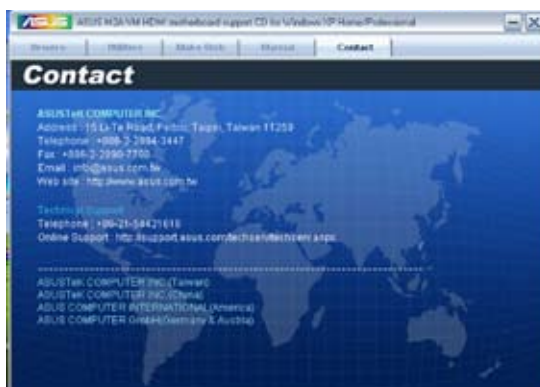 ASUS M2A-VM HDMI motherboard support CD for Windows XP Home/Professional
Drivers Utilities Make Disk Manual Contact
Contact
ASUSTeK COMPUTER INC.
Address : 15 Li-Te Road, Peitou, Taipei, Taiwan 11259
Telephone : +886-2-2894-3447
Fax : +886-2-2890-7798
Email : info@asus.com.tw
Web site : http://www.asus.com.tw
Technical Support
Telephone : +86-21-54421616
Online Support : http://support.asus.com/techserv/techserv.aspx
ASUSTeK COMPUTER INC.(Taiwan)
ASUSTeK COMPUTER INC.(China)
ASUS COMPUTER INTERNATIONAL(America)
ASUS COMPUTER GmbH(Germany & Austria)